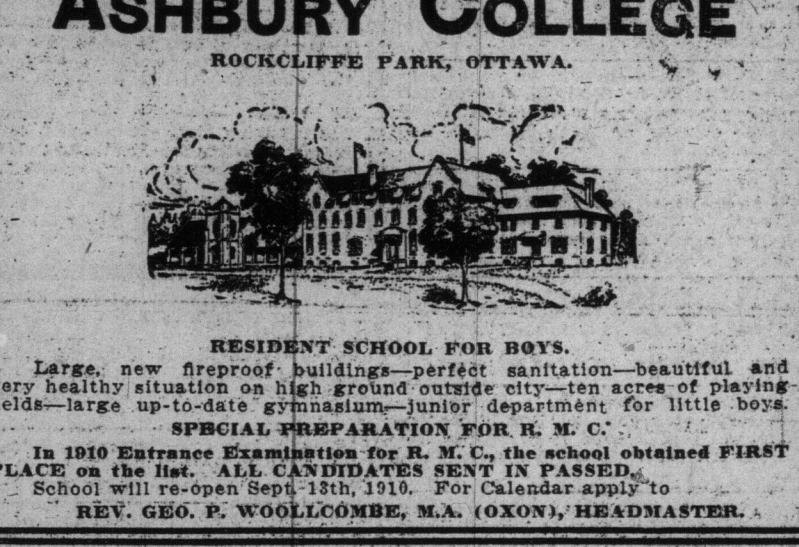 ASHBURY COLLEGE
ROCKCLIFFE PARK, OTTAWA.
RESIDENT SCHOOL FOR BOYS.
Large, new fireproof buildings—perfect sanitation—beautiful and
ery healthy situation on high ground outside city—ten acres of playing-
elds—large up-to-date gymnasium—junior department for little boys.
SPECIAL PREPARATION FOR R. M. C.
In 1910 Entrance Examination for R. M. C., the school obtained FIRST
PLACE on the list. ALL CANDIDATES SENT IN PASSED.
School will re-open Sept. 13th, 1910. For Calendar apply to
REV. GEO. P. WOOLLCOMBE, M.A. (OXON), HEADMASTER.